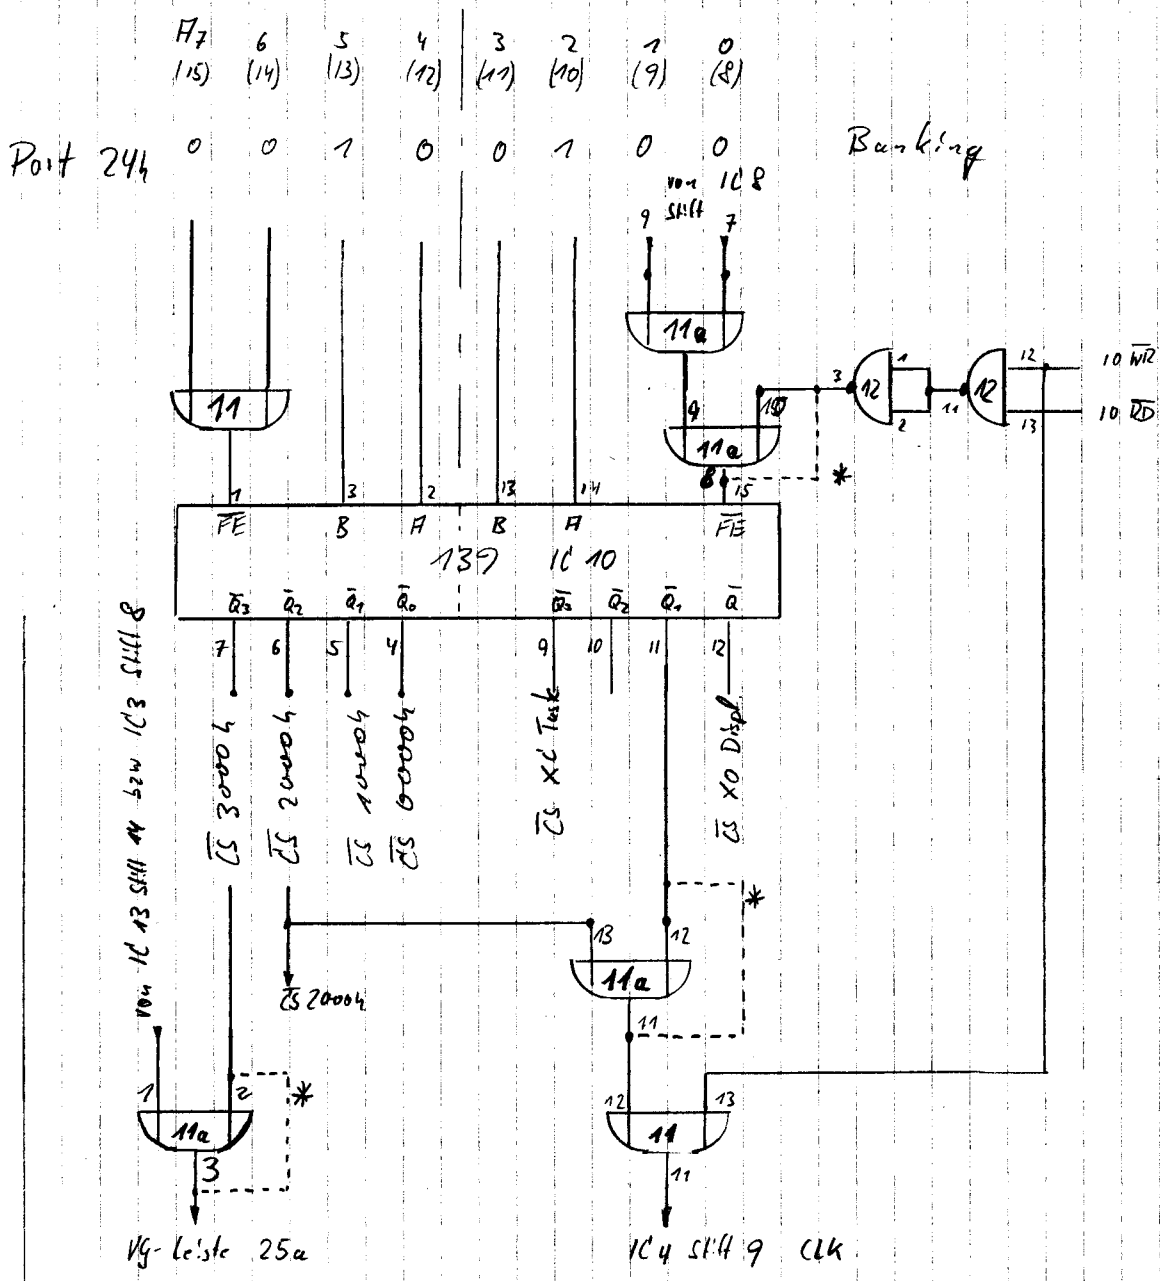 A7 6 5 4 3 2 1 0
(15) (14) (13) (12) (11) (10) (9) (8)
Port 24h 0 0 1 0 0 1 0 0 Banking
von IC 8
Stift
9 7
11a
12 10 WR
3 12 1 11 12
2 13 10 RD
11 9 10
11a
8 *
1 3 2 13 14 15
FE B A B A FE
139 IC 10
Q3 Q2 Q1 Q0 Q3 Q2 Q1 Q
7 6 5 4 9 10 11 12
CS 3000h
CS 2000h
CS 1000h
CS 0000h
CS XC Task
CS X0 Displ
von IC 13 Stift 14 bzw IC3 Stift 8
*
13 12
11a
CS 2000h
11
1 2 * 12 13
11a 11
3 11
VG-Leiste 25a IC 4 Stift 9 CLK